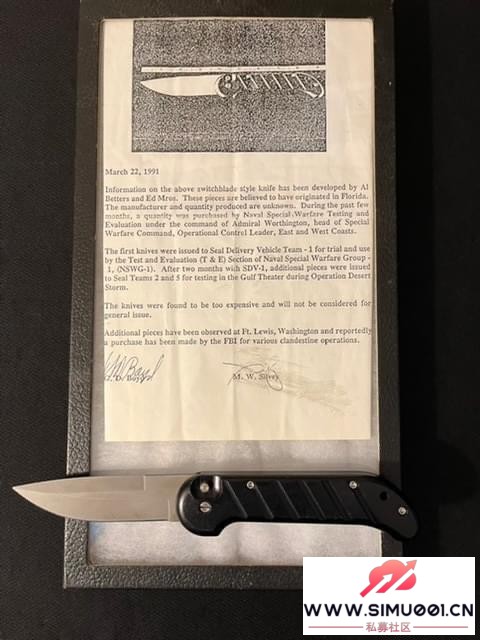 March 22, 1991
Information on the above switchblade style knife has been developed by Al
Betters and Ed Mros. These pieces are believed to have originated in Florida.
The manufacturer and quantity produced are unknown. During the past few
months, a quantity was purchased by Naval Special Warfare Testing and
Evaluation under the command of Admiral Worthington, head of Special
Warfare Command, Operational Control Leader, East and West Coasts.
The first knives were issued to Seal Delivery Vehicle Team - 1 for trial and use
by the Test and Evaluation (T & E) Section of Naval Special Warfare Group -
1, (NSWG-1). After two months with SDV-1, additional pieces were issued
to Seal Teams 2 and 5 for testing in the Gulf Theater during Operation Desert
Storm.
The knives were found to be too expensive and will not be considered for
general issue.
Additional pieces have been observed at Ft. Lewis, Washington and reportedly
a purchase has been made by the FBI for various clandestine operations.
M. W. Silvey
WWW.SIMU001.CN
私募社区